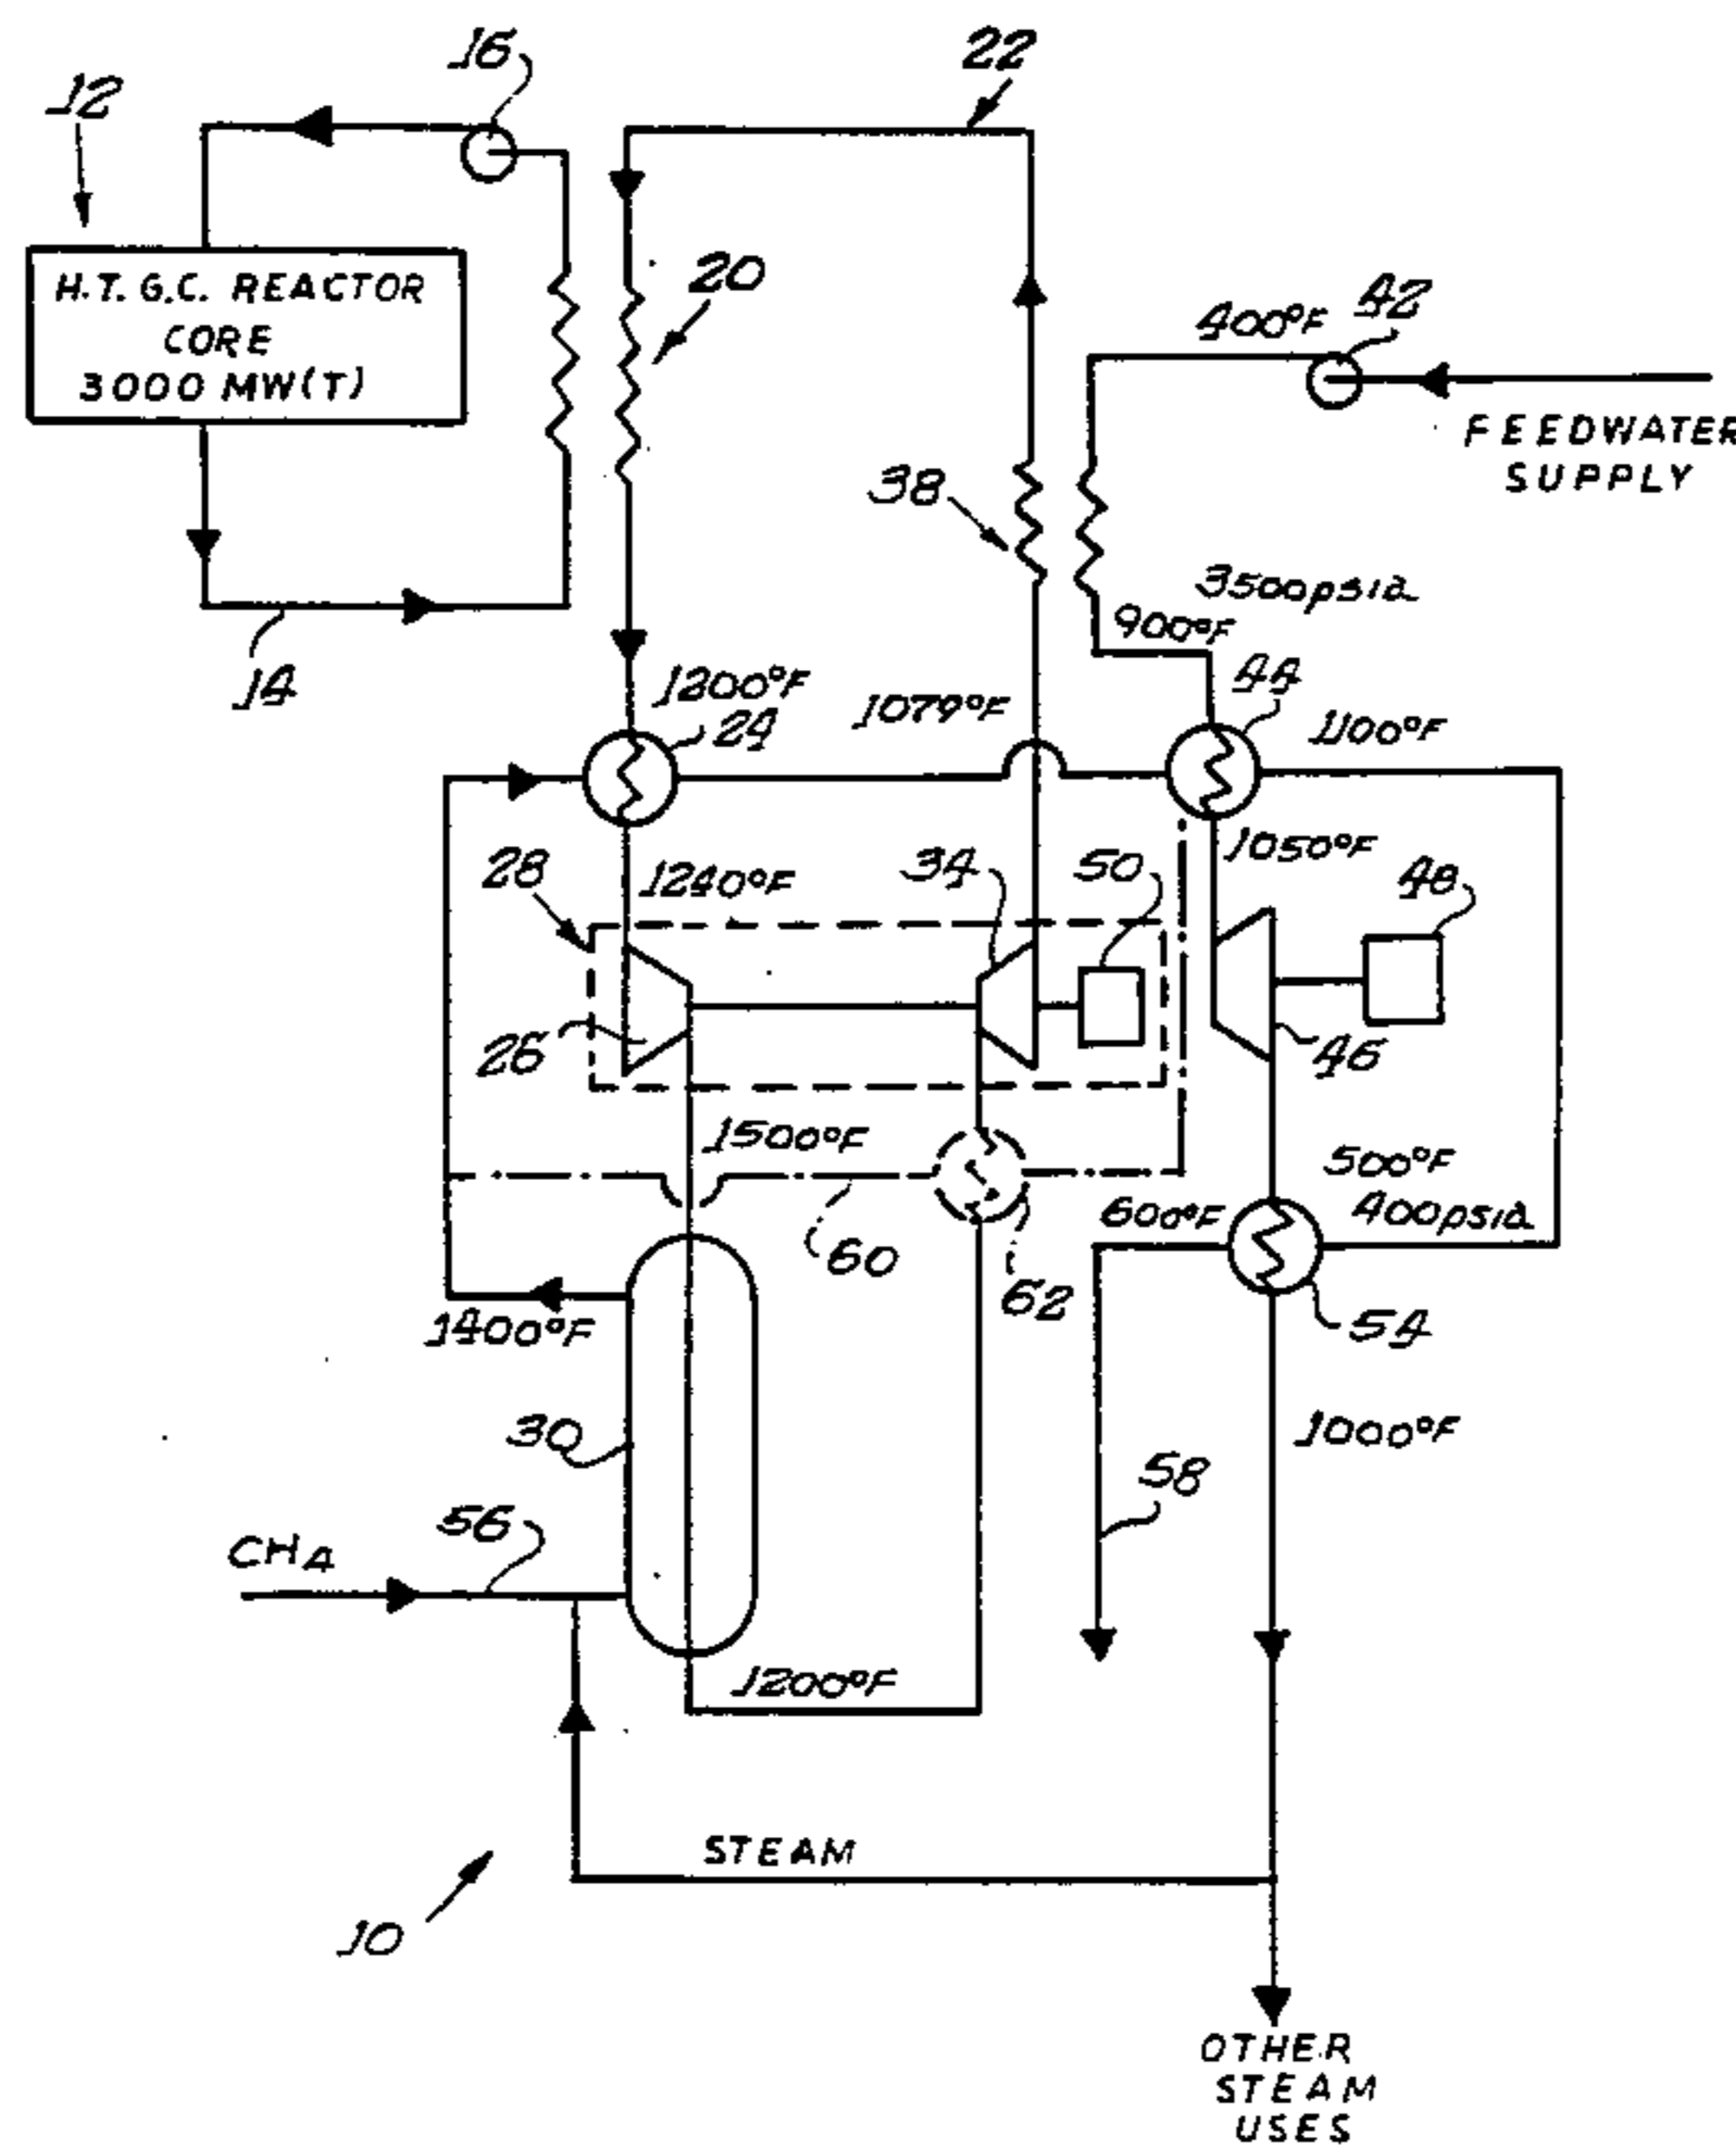 16
22
12
H.T.G.C. REACTOR
CORE
3000 MW(T)
20
400°F
42
FEEDWATER
SUPPLY
38
3500psia
900°F
14
44
1200°F
24
1079°F
1100°F
1050°F
28
1240°F
34
50
48
26
46
1500°F
500°F
400psia
600°F
60
62
1400°F
54
30
1000°F
58
56
CH4
1200°F
STEAM
10
OTHER
STEAM
USES